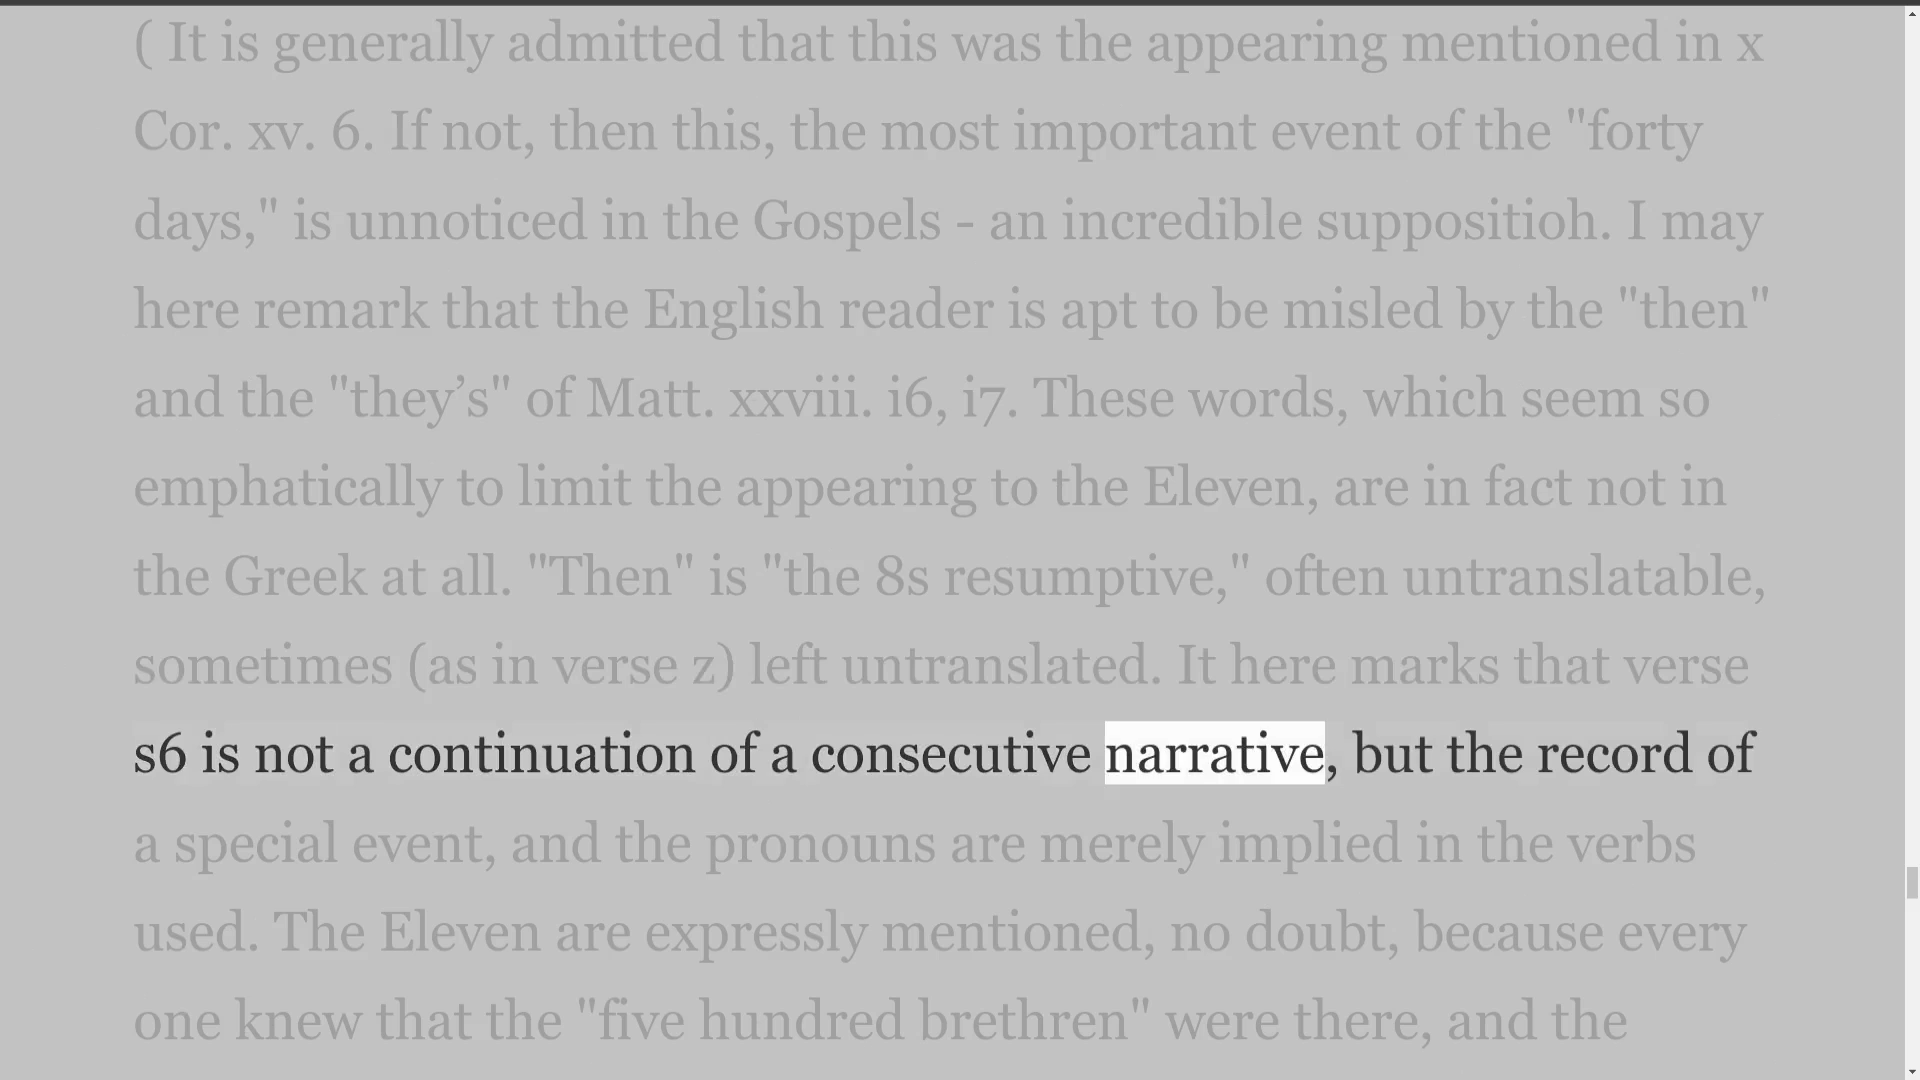 ( It is generally admitted that this was the appearing mentioned in x
Cor. xv. 6. If not, then this, the most important event of the "forty
days," is unnoticed in the Gospels - an incredible suppositioh. I may
here remark that the English reader is apt to be misled by the "then"
and the "they’s" of Matt. xxviii. i6, i7. These words, which seem so
emphatically to limit the appearing to the Eleven, are in fact not in
the Greek at all. "Then" is "the 8s resumptive," often untranslatable,
sometimes (as in verse z) left untranslated. It here marks that verse
s6 is not a continuation of a consecutive narrative, but the record of
a special event, and the pronouns are merely implied in the verbs
used. The Eleven are expressly mentioned, no doubt, because every
one knew that the "five hundred brethren" were there, and the